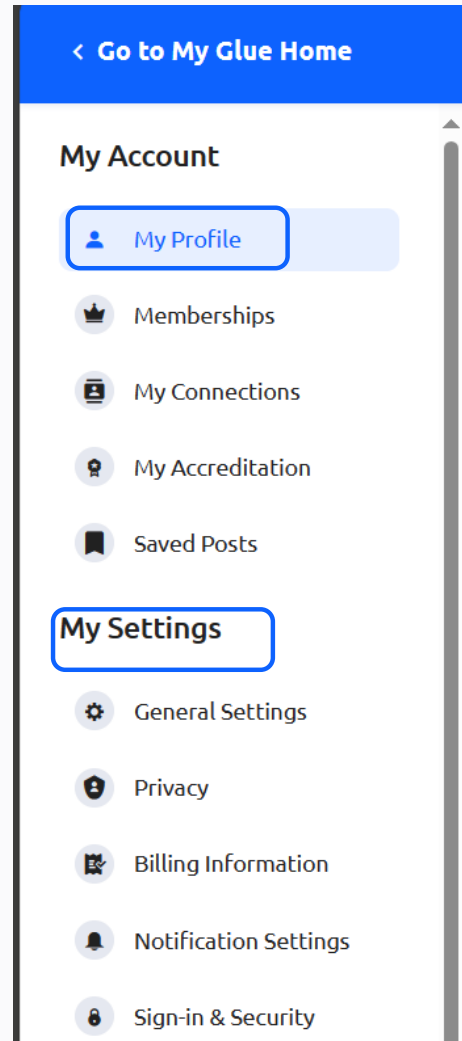 Go to My Glue Home
My Account
My Profile
Memberships
My Connections
My Accreditation
Saved Posts
My Settings
General Settings
Privacy
Billing Information
Notification Settings
Sign-in & Security